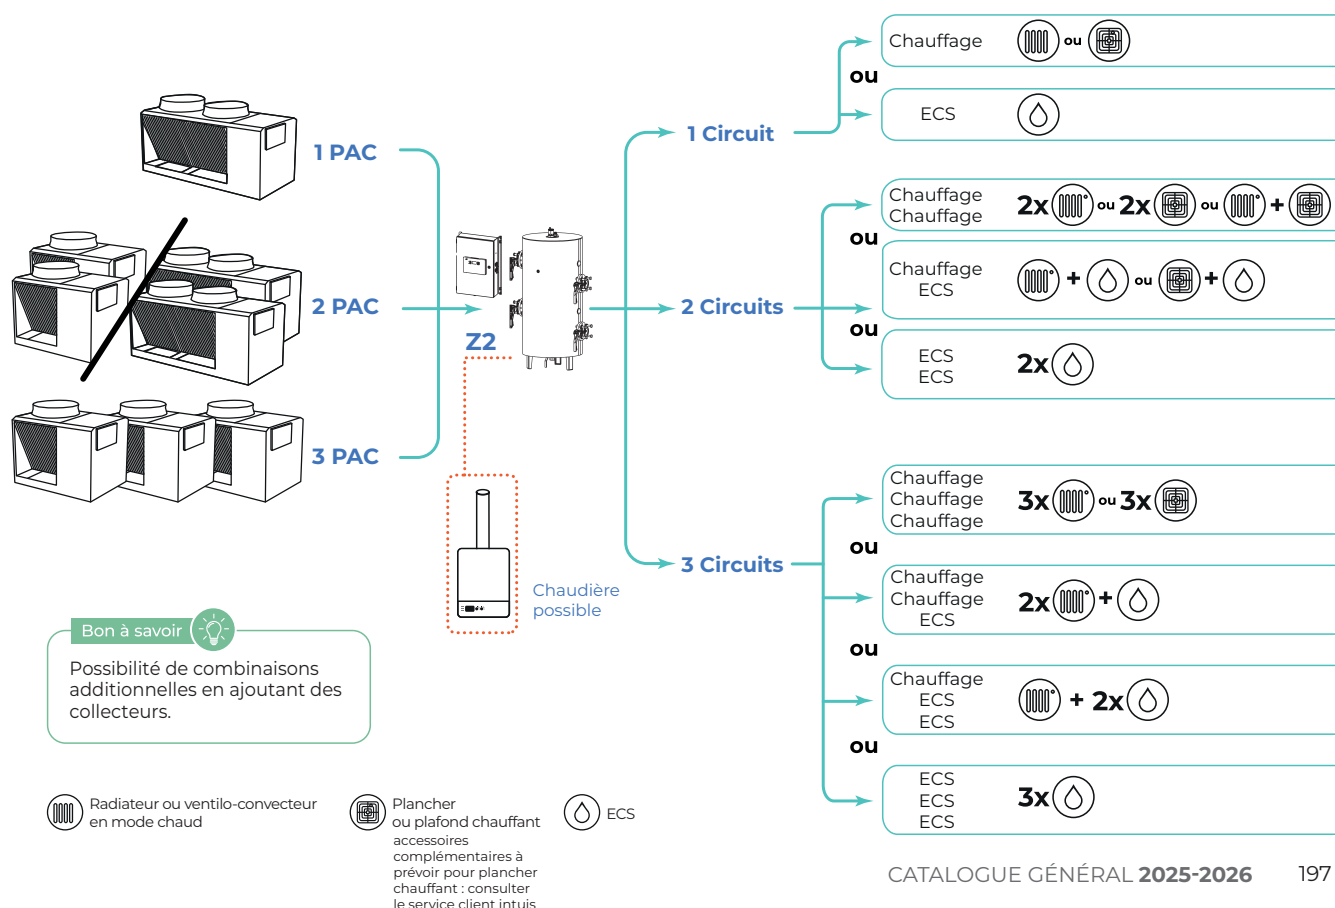 1 PAC
2 PAC
3 PAC
Z2
Chaudière
possible
1 Circuit
Chauffage
ou
ou
ECS
2 Circuits
Chauffage
Chauffage
2x ou 2x ou +
ou
Chauffage
ECS
+ ou +
ou
ECS
ECS
2x
3 Circuits
Chauffage
Chauffage
Chauffage
3x ou 3x
ou
Chauffage
Chauffage
ECS
2x +
ou
Chauffage
ECS
ECS
+ 2x
ou
ECS
ECS
ECS
3x
Bon à savoir
Possibilité de combinaisons
additionnelles en ajoutant des
collecteurs.
Radiateur ou ventilo-convecteur
en mode chaud
Plancher
ou plafond chauffant
accessoires
complémentaires à
prévoir pour plancher
chauffant : consulter
le service client intuis
ECS
CATALOGUE GÉNÉRAL 2025-2026 197